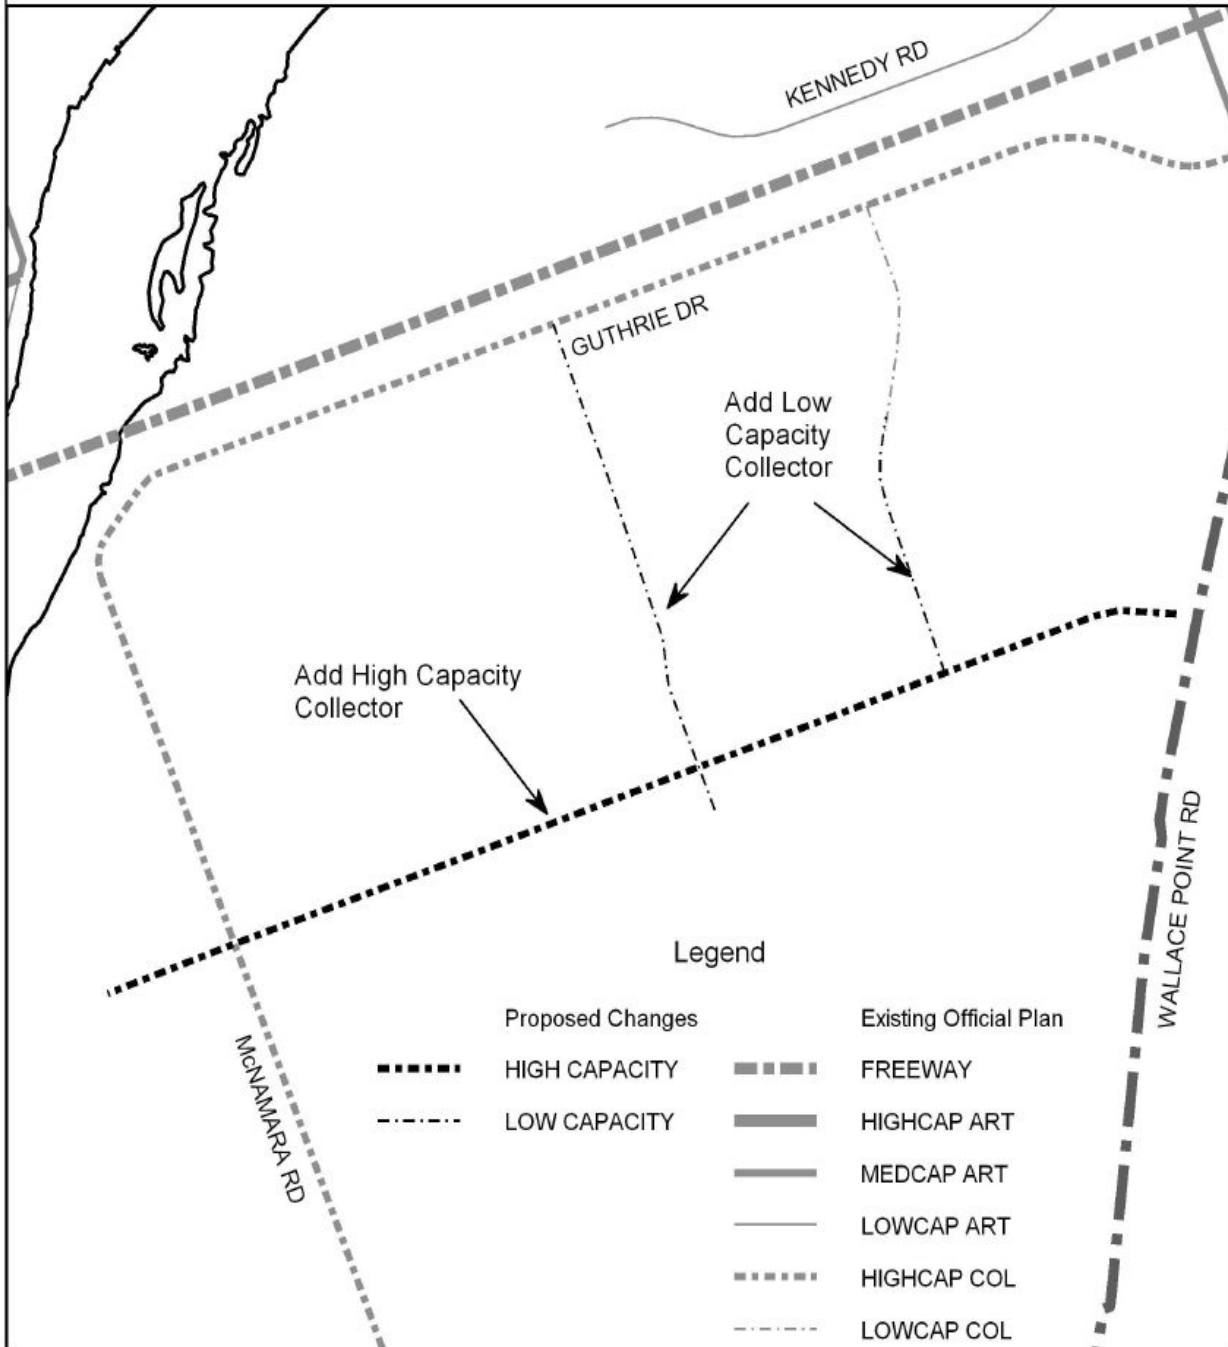 KENNEDY RD
GUTHRIE DR
Add Low
Capacity
Collector
Add High Capacity
Collector
WALLACE POINT RD
McNAMARA RD
Legend
Proposed Changes
HIGH CAPACITY
LOW CAPACITY
Existing Official Plan
FREEWAY
HIGHCAP ART
MEDCAP ART
LOWCAP ART
HIGHCAP COL
LOWCAP COL